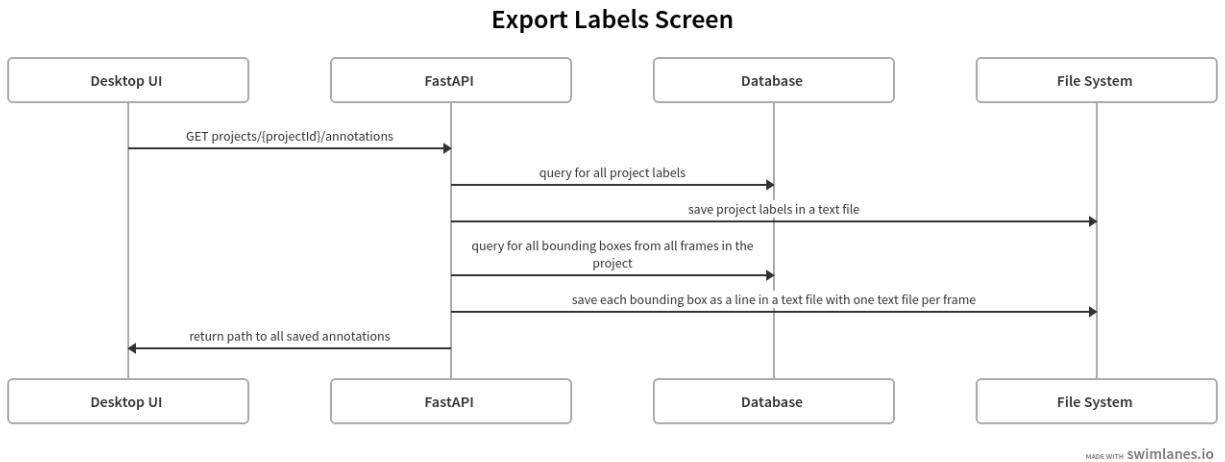 Export Labels Screen
Desktop UI
FastAPI
Database
File System
GET projects/{projectId}/annotations
query for all project labels
save project labels in a text file
query for all bounding boxes from all frames in the
project
save each bounding box as a line in a text file with one text file per frame
return path to all saved annotations
Desktop UI
FastAPI
Database
File System
MADE WITH swimlanes.io